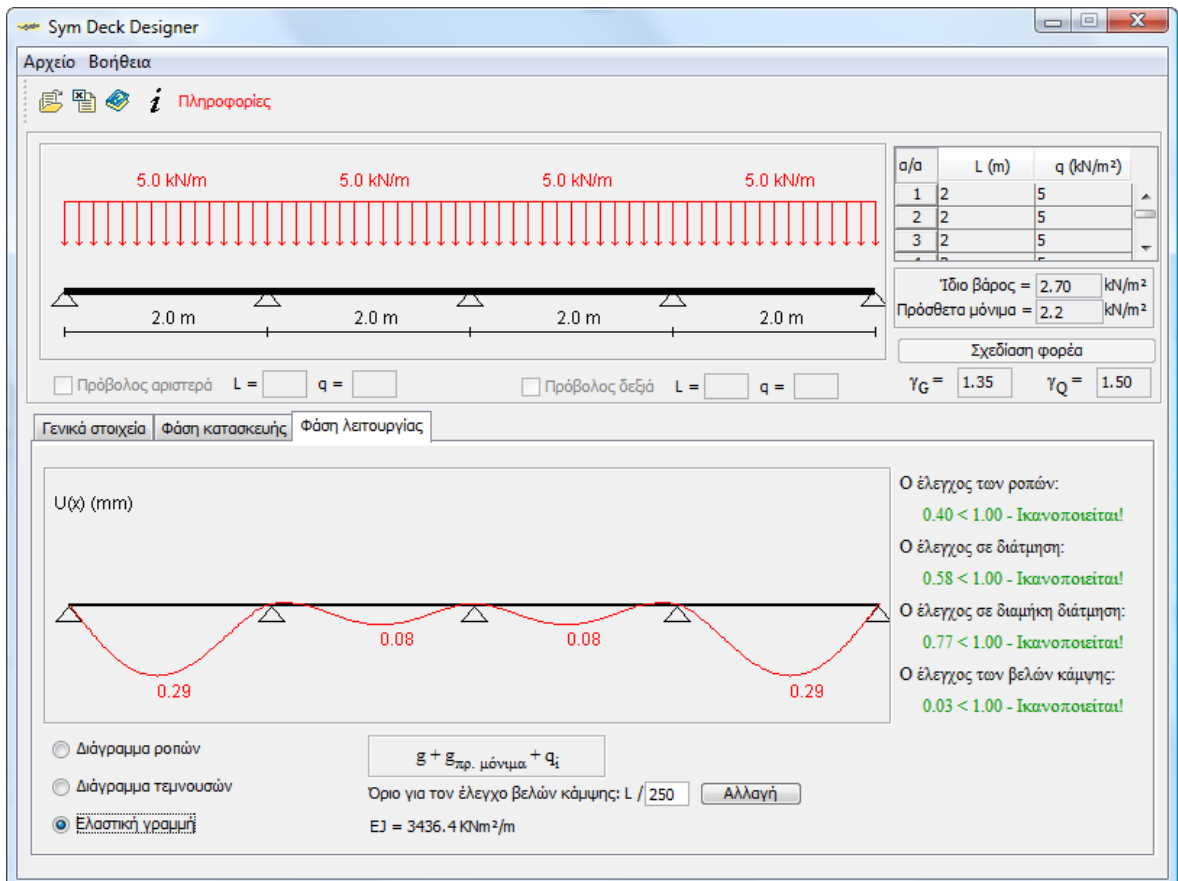 Sym Deck Designer
Αρχείο Βοήθεια
i Πληροφορίες
5.0 kN/m 5.0 kN/m 5.0 kN/m 5.0 kN/m
2.0 m 2.0 m 2.0 m 2.0 m
Πρόβολος αριστερά L = q = Πρόβολος δεξιά L = q =
α/α L (m) q (kN/m²)
1 2 5
2 2 5
3 2 5
Ίδιο βάρος = 2.70 kN/m²
Πρόσθετα μόνιμα = 2.2 kN/m²
Σχεδίαση φορέα
γG = 1.35 γQ = 1.50
Γενικά στοιχεία Φάση κατασκευής Φάση λειτουργίας
U(x) (mm)
0.29 0.08 0.08 0.29
Ο έλεγχος των ροπών:
0.40 < 1.00 - Ικανοποιείται!
Ο έλεγχος σε διάτμηση:
0.58 < 1.00 - Ικανοποιείται!
Ο έλεγχος σε διαμήκη διάτμηση:
0.77 < 1.00 - Ικανοποιείται!
Ο έλεγχος των βελών κάμψης:
0.03 < 1.00 - Ικανοποιείται!
Διάγραμμα ροπών
Διάγραμμα τεμνουσών
Ελαστική γραμμή
g + gπρ. μόνιμα + qi
Όριο για τον έλεγχο βελών κάμψης: L / 250 Αλλαγή
EJ = 3436.4 KNm²/m